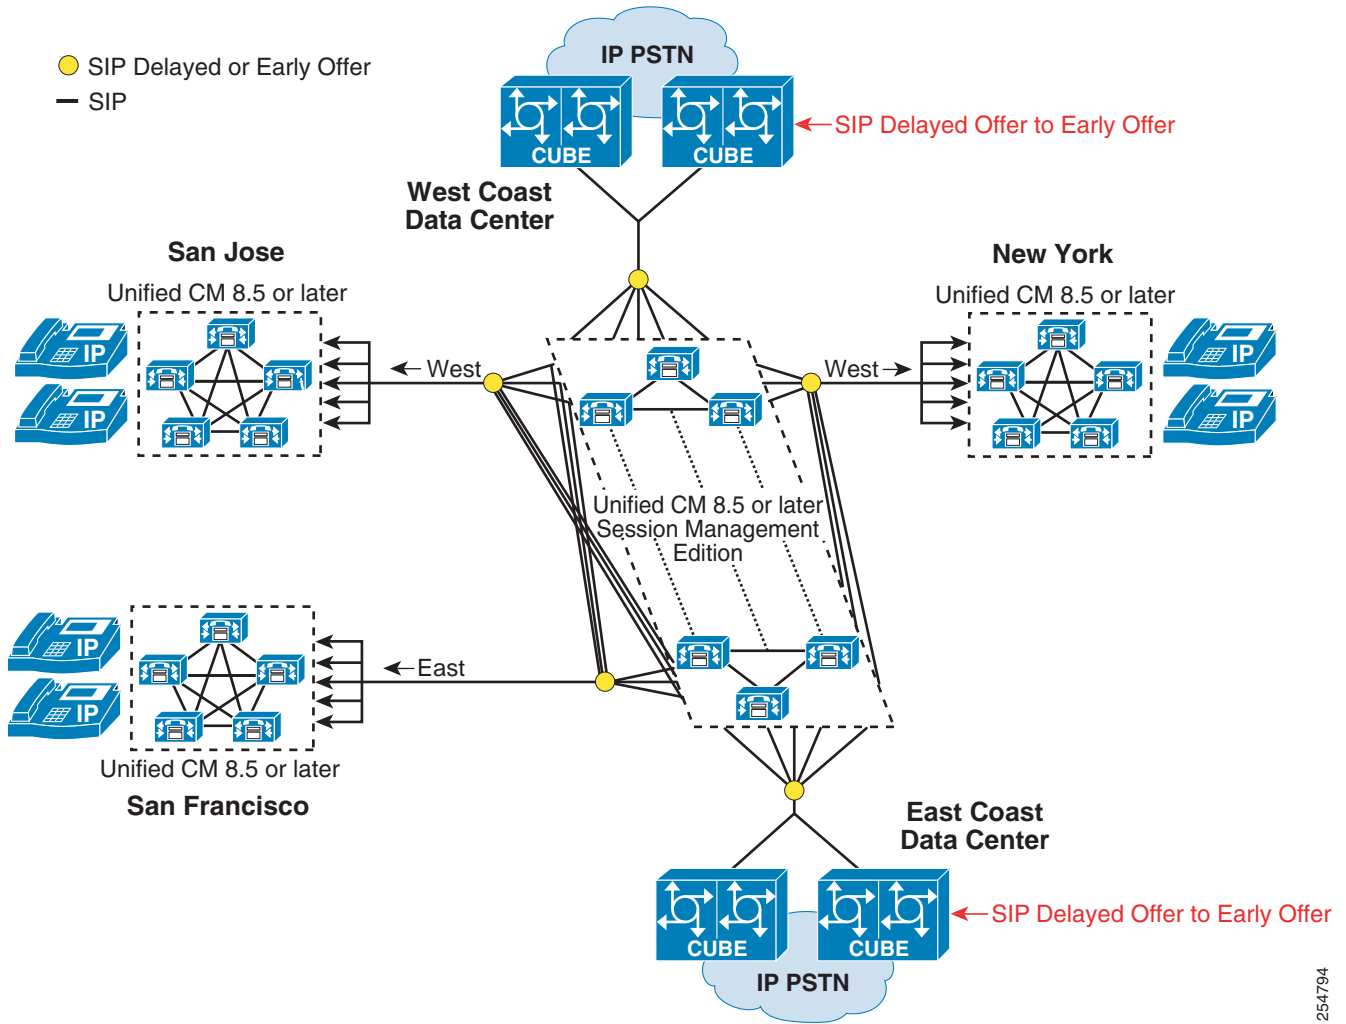 IP PSTN
SIP Delayed or Early Offer
SIP
SIP Delayed Offer to Early Offer
CUBE
CUBE
West Coast
Data Center
San Jose
New York
Unified CM 8.5 or later
Unified CM 8.5 or later
IP
IP
West
West
IP
IP
Unified CM 8.5 or later
Session Management
Edition
IP
IP
East
Unified CM 8.5 or later
San Francisco
East Coast
Data Center
SIP Delayed Offer to Early Offer
CUBE
CUBE
IP PSTN
254794